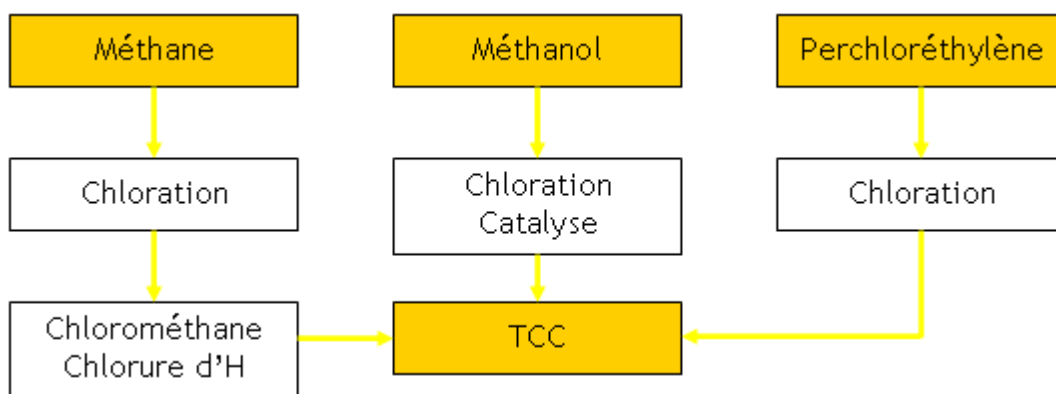 Méthane
Méthanol
Perchloréthylène
Chloration
Chloration
Catalyse
Chloration
Chlorométhane
Chlorure d'H
TCC